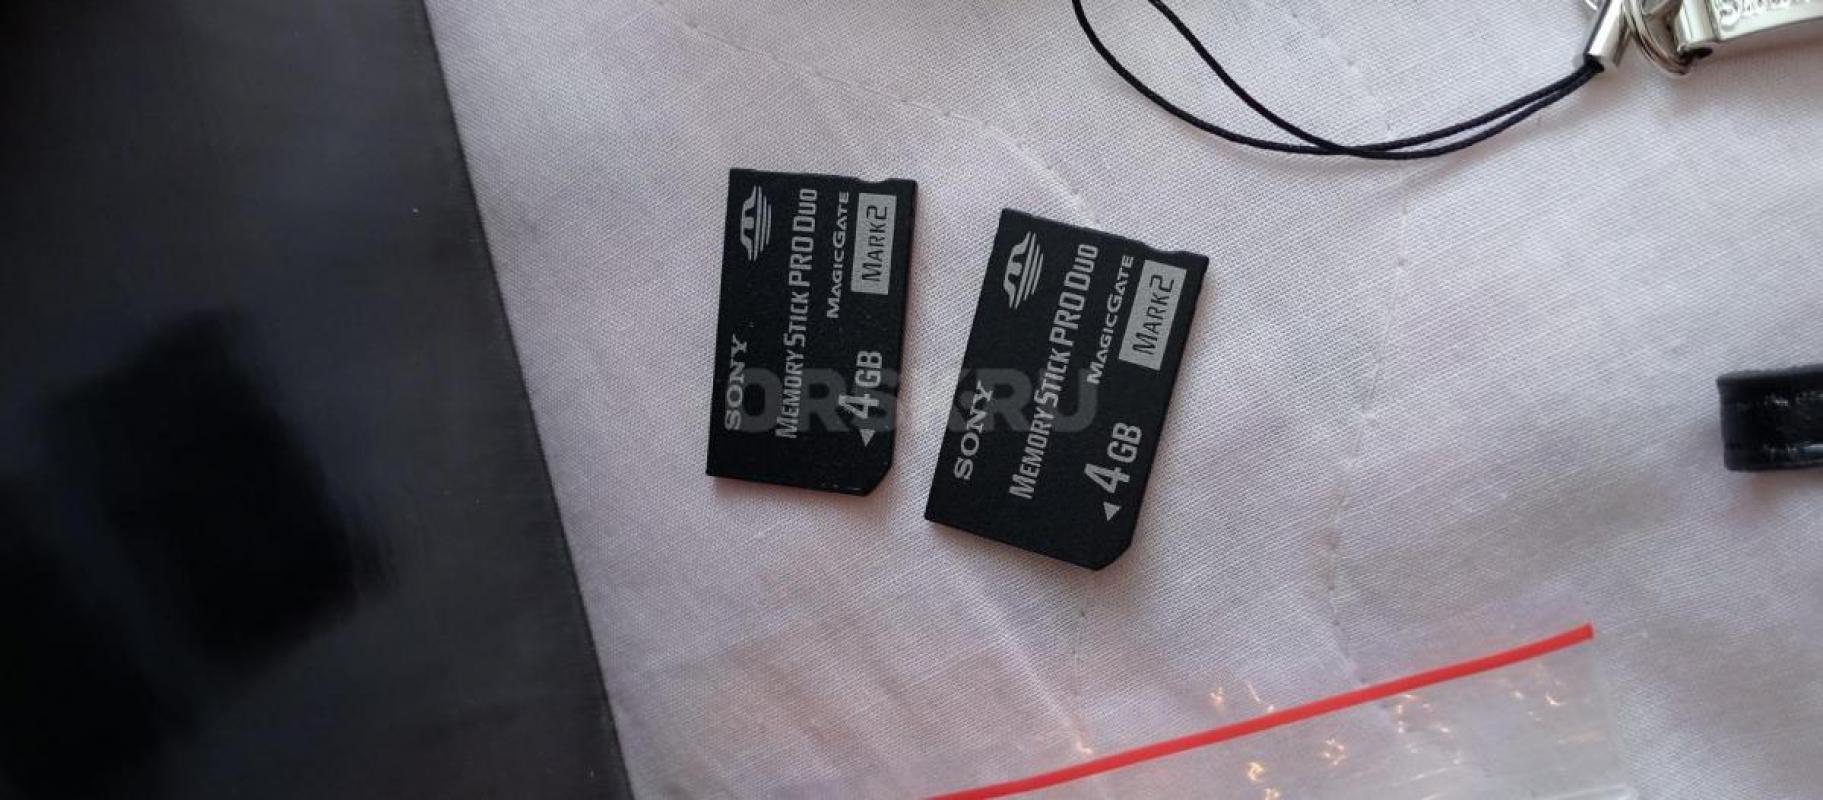 SONY
MEMORY STICK PRO DUO
MAGICGATE
4GB
MARK2
SONY
MEMORY STICK PRO DUO
MAGICGATE
4GB
MARK2
ORSK.RU